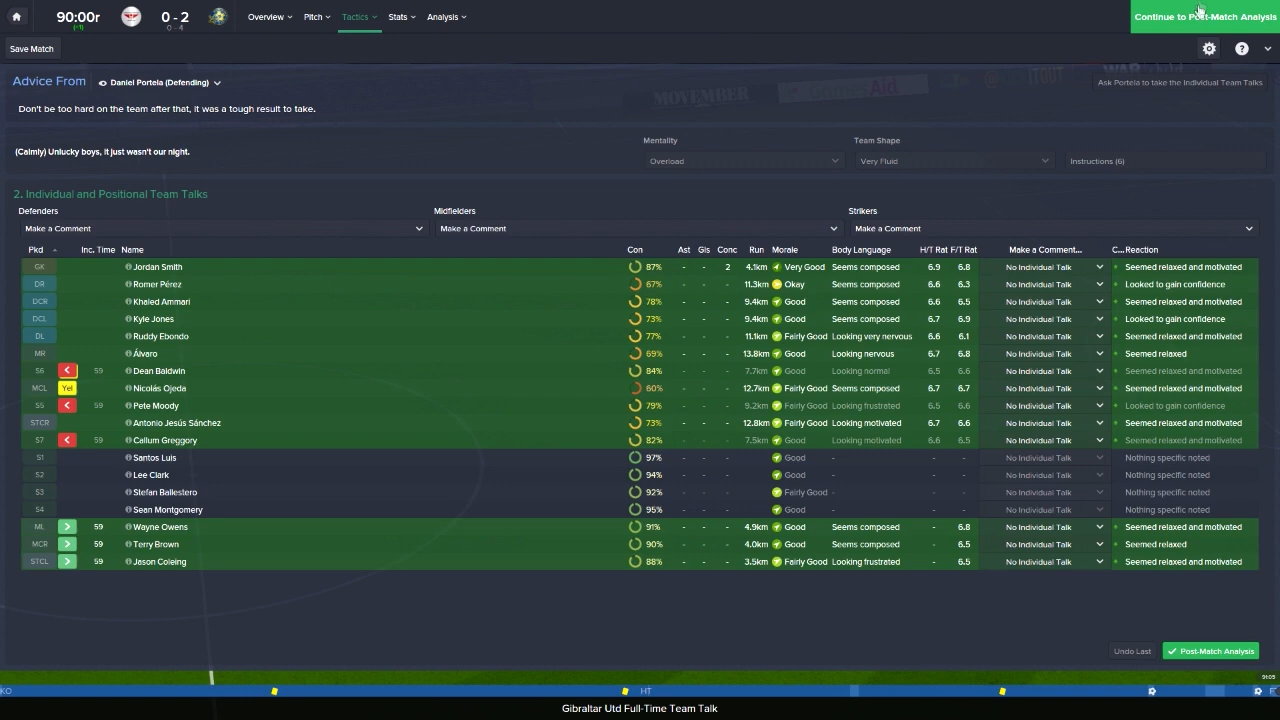 90:00r
(+1)
0 - 2
0 - 4
Overview Pitch Tactics Stats Analysis
Continue to Post-Match Analysis
Save Match
?
Advice From Daniel Portela (Defending)
MOVEMBER
Ask Portela to take the Individual Team Talks
Don't be too hard on the team after that, it was a tough result to take.
Mentality Team Shape
(Calmly) Unlucky boys, it just wasn't our night.
Overload Very Fluid Instructions (6)
2. Individual and Positional Team Talks
Defenders Midfielders Strikers
Make a Comment Make a Comment Make a Comment
Pkd Inc. Time Name Con Ast Gls Conc Run Morale Body Language H/T Rat F/T Rat Make a Comment... C... Reaction
GK Jordan Smith 87% - - 2 4.1km Very Good Seems composed 6.9 6.8 No Individual Talk Seemed relaxed and motivated
DR Romer Pérez 67% - - - 11.3km Okay Seems composed 6.6 6.3 No Individual Talk Looked to gain confidence
DCR Khaled Ammari 78% - - - 9.4km Good Seems composed 6.6 6.5 No Individual Talk Seemed relaxed and motivated
DCL Kyle Jones 73% - - - 9.4km Good Seems composed 6.7 6.9 No Individual Talk Looked to gain confidence
DL Ruddy Ebondo 77% - - - 11.1km Fairly Good Looking very nervous 6.6 6.1 No Individual Talk Seemed relaxed and motivated
MR Álvaro 69% - - - 13.8km Good Looking nervous 6.7 6.8 No Individual Talk Seemed relaxed
S6 59 Dean Baldwin 84% - - - 7.7km Good Looking normal 6.6 6.5 No Individual Talk Seemed relaxed and motivated
MCL Yel Nicolás Ojeda 60% - - - 12.7km Fairly Good Seems composed 6.7 6.7 No Individual Talk Seemed relaxed and motivated
S5 59 Pete Moody 79% - - - 9.2km Fairly Good Looking frustrated 6.5 6.6 No Individual Talk Looked to gain confidence
STCR Antonio Jesús Sánchez 73% - - - 12.8km Fairly Good Looking motivated 6.7 6.6 No Individual Talk Seemed relaxed and motivated
S7 59 Callum Greggory 82% - - - 7.5km Good Looking motivated 6.6 6.5 No Individual Talk Seemed relaxed and motivated
S1 Santos Luis 97% - - - Good - - - No Individual Talk Nothing specific noted
S2 Lee Clark 94% - - - Good - - - No Individual Talk Nothing specific noted
S3 Stefan Ballestero 92% - - - Fairly Good - - - No Individual Talk Nothing specific noted
S4 Sean Montgomery 95% - - - Good - - - No Individual Talk Nothing specific noted
ML 59 Wayne Owens 91% - - - 4.9km Good Seems composed - 6.8 No Individual Talk Seemed relaxed and motivated
MCR 59 Terry Brown 90% - - - 4.0km Good Seems composed - 6.5 No Individual Talk Seemed relaxed
STCL 59 Jason Coleing 88% - - - 3.5km Fairly Good Looking frustrated - 6.5 No Individual Talk Seemed relaxed and motivated
Undo Last Post-Match Analysis
KO HT
Gibraltar Utd Full-Time Team Talk